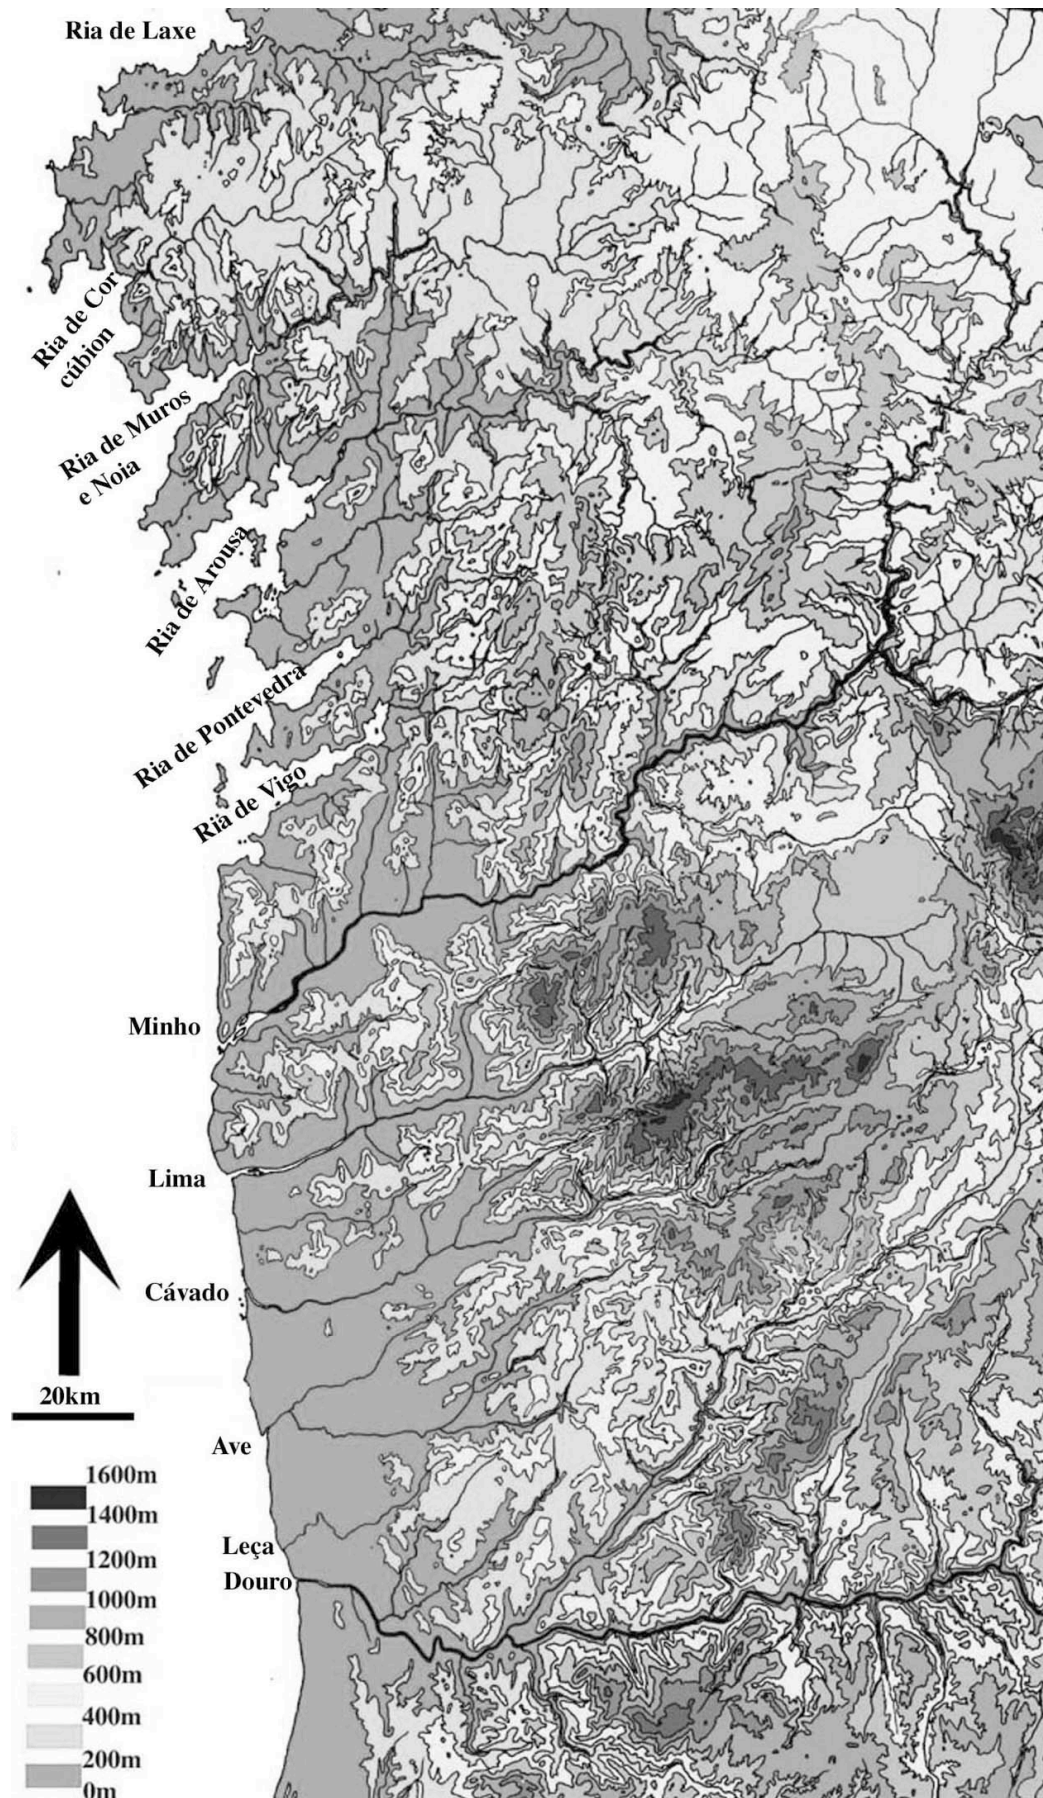 Ria de Laxe
Ria de Cor
cúbion
Ria de Muros
e Noia
Ria de Arousa
Ria de Pontevedra
Ria de Vigo
Minho
Lima
Cávado
20km
Ave
Leça
Douro
1600m
1400m
1200m
1000m
800m
600m
400m
200m
0m